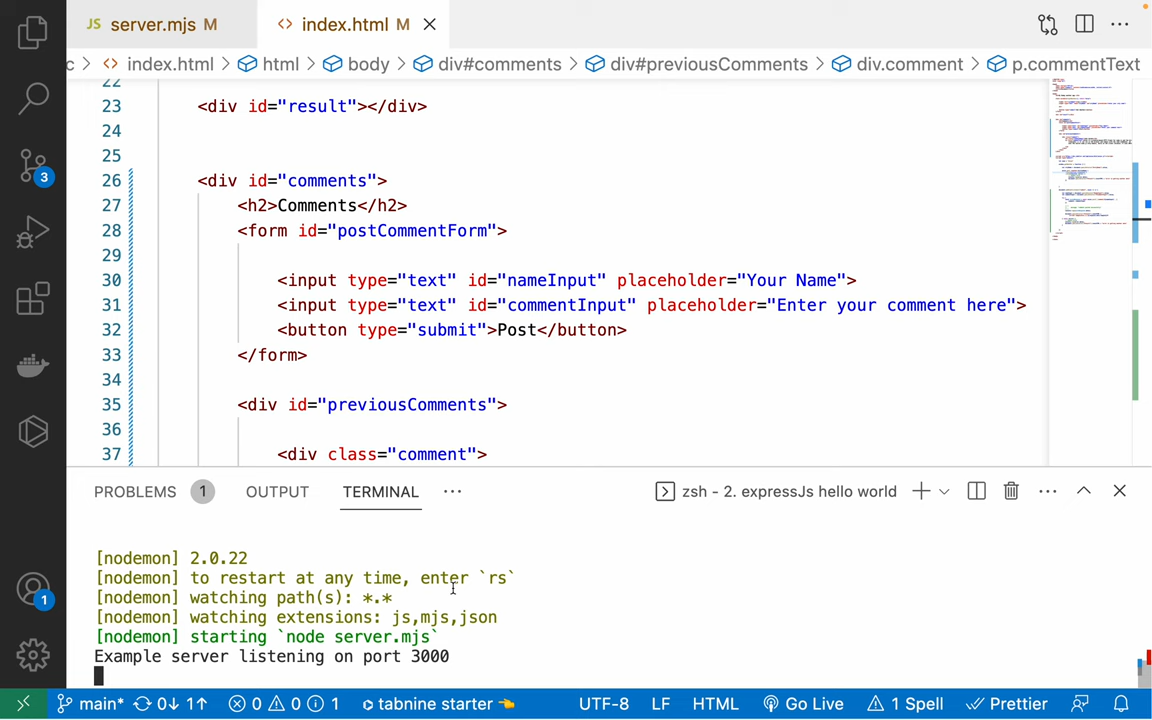 JS server.mjs M
<> index.html M
c > <> index.html > html > body > div#comments > div#previousComments > div.comment > p.commentText
22
23 <div id="result"></div>
24
25
26 <div id="comments">
27 <h2>Comments</h2>
28 <form id="postCommentForm">
29
30 <input type="text" id="nameInput" placeholder="Your Name">
31 <input type="text" id="commentInput" placeholder="Enter your comment here">
32 <button type="submit">Post</button>
33 </form>
34
35 <div id="previousComments">
36
37 <div class="comment">
3
1
PROBLEMS 1 OUTPUT TERMINAL ··· zsh - 2. expressJs hello world
[nodemon] 2.0.22
[nodemon] to restart at any time, enter `rs`
[nodemon] watching path(s): *.*
[nodemon] watching extensions: js,mjs,json
[nodemon] starting `node server.mjs`
Example server listening on port 3000
main* 0↓ 1↑ 0 0 1 tabnine starter 👈 UTF-8 LF HTML Go Live 1 Spell Prettier